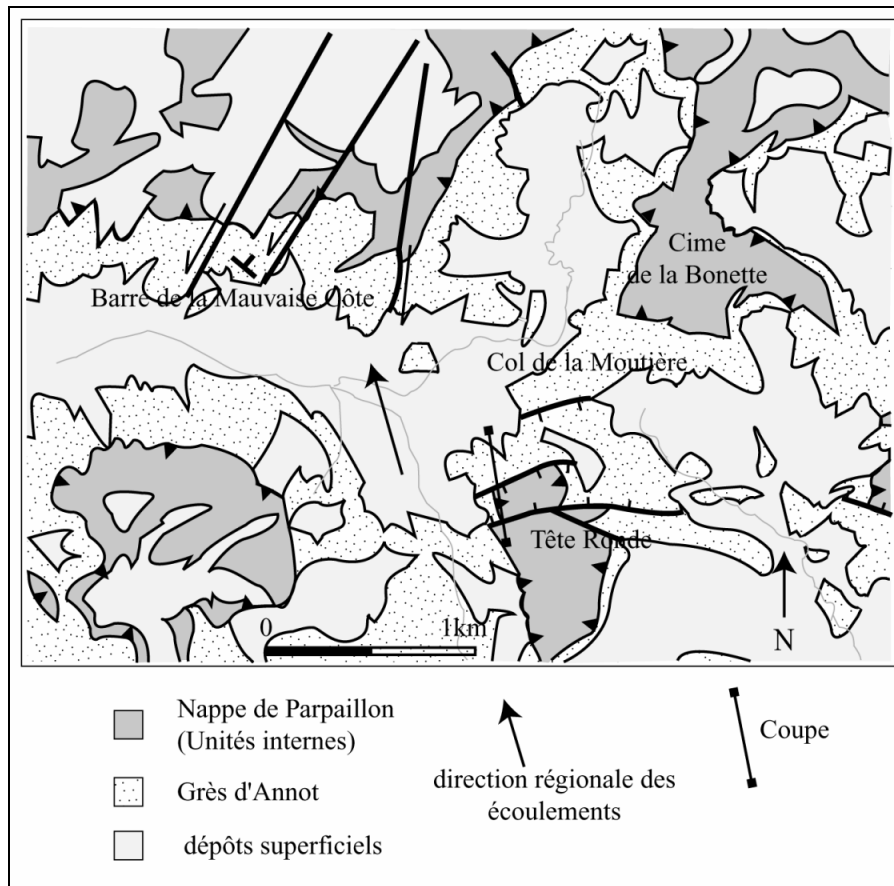 Cime
de la Bonette
Barre de la Mauvaise Côte
Col de la Moutière
Tête Ronde
0
1km
N
Nappe de Parpaillon
(Unités internes)
Grès d'Annot
dépôts superficiels
direction régionale des
écoulements
Coupe